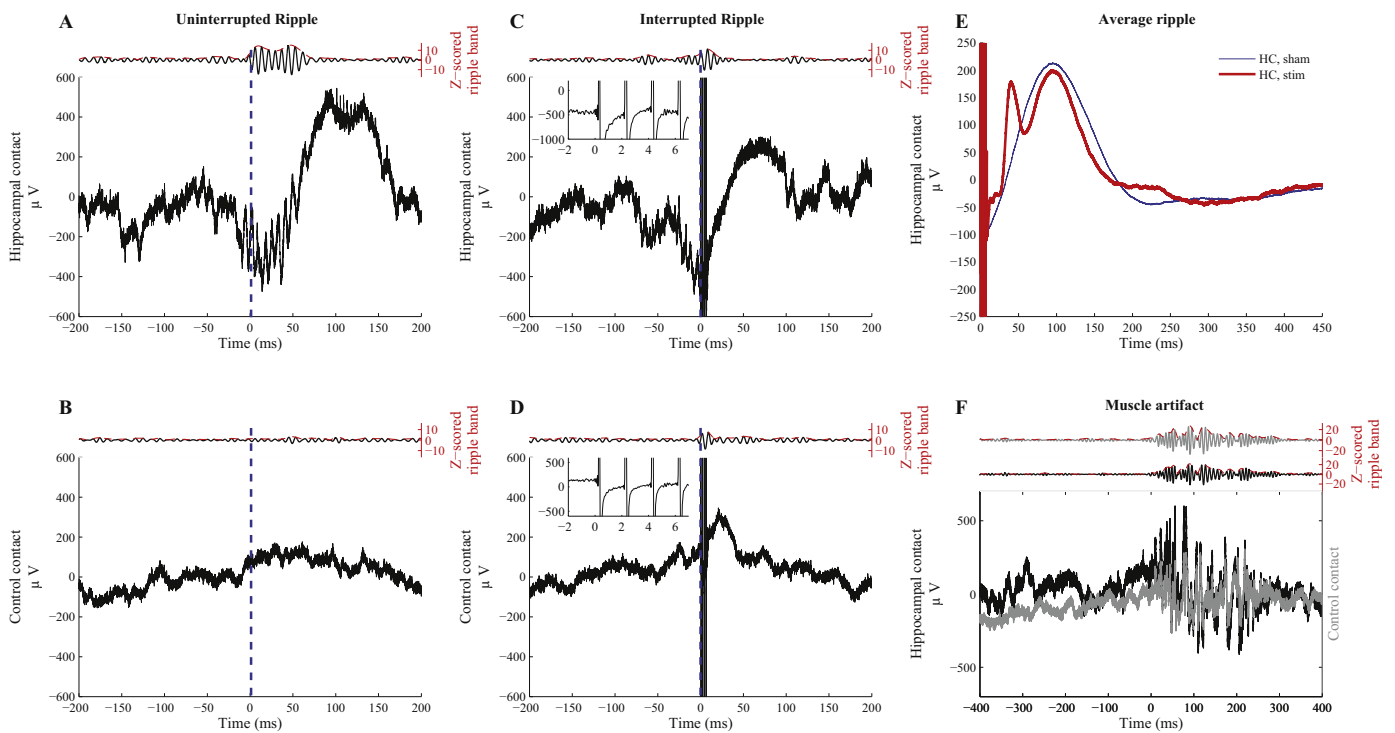 A
Uninterrupted Ripple
10
0
−10
Z−scored
ripple band
600
400
200
0
200
400
600
Hippocampal contact
μ V
−200 −150 −100 −50 0 50 100 150 200
Time (ms)
B
10
0
−10
Z−scored
ripple band
600
400
200
0
200
400
600
Control contact
μ V
−200 −150 −100 −50 0 50 100 150 200
Time (ms)
C
Interrupted Ripple
10
0
−10
Z−scored
ripple band
600
400
200
0
−200
−400
−600
Hippocampal contact
μ V
0
−500
−1000
−2 0 2 4 6
−200 −150 −100 −50 0 50 100 150 200
Time (ms)
D
10
0
−10
Z−scored
ripple band
600
400
200
0
−200
−400
−600
Control contact
μ V
500
0
−500
−2 0 2 4 6
−200 −150 −100 −50 0 50 100 150 200
Time (ms)
E
Average ripple
HC, sham
HC, stim
250
200
150
100
50
0
−50
−100
−150
−200
−250
Hippocampal contact
μ V
0 50 100 150 200 250 300 350 400 450
Time (ms)
F
Muscle artifact
20
0
−20
20
0
−20
Z−scored
ripple band
500
0
−500
Hippocampal contact
μ V
Control contact
−400 −300 −200 −100 0 100 200 300 400
Time (ms)